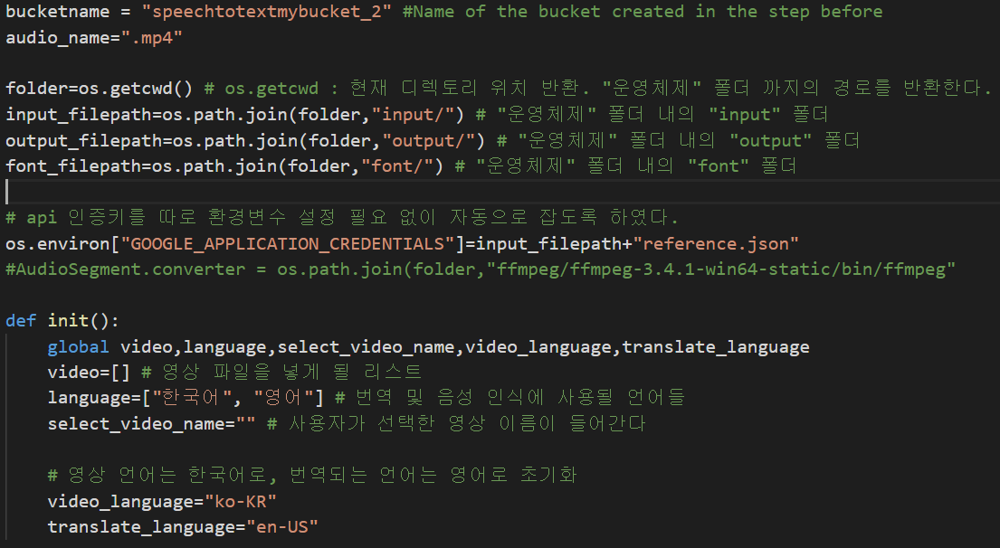 bucketname = "speechtotextmybucket_2" #Name of the bucket created in the step before
audio_name=".mp4"
folder=os.getcwd() # os.getcwd : 현재 디렉토리 위치 반환. "운영체제" 폴더 까지의 경로를 반환한다.
input_filepath=os.path.join(folder,"input/") # "운영체제" 폴더 내의 "input" 폴더
output_filepath=os.path.join(folder,"output/") # "운영체제" 폴더 내의 "output" 폴더
font_filepath=os.path.join(folder,"font/") # "운영체제" 폴더 내의 "font" 폴더
# api 인증키를 따로 환경변수 설정 필요 없이 자동으로 잡도록 하였다.
os.environ["GOOGLE_APPLICATION_CREDENTIALS"]=input_filepath+"reference.json"
#AudioSegment.converter = os.path.join(folder,"ffmpeg/ffmpeg-3.4.1-win64-static/bin/ffmpeg"
def init():
    global video,language,select_video_name,video_language,translate_language
    video=[] # 영상 파일을 넣게 될 리스트
    language=["한국어", "영어"] # 번역 및 음성 인식에 사용될 언어들
    select_video_name="" # 사용자가 선택한 영상 이름이 들어간다
    # 영상 언어는 한국어로, 번역되는 언어는 영어로 초기화
    video_language="ko-KR"
    translate_language="en-US"